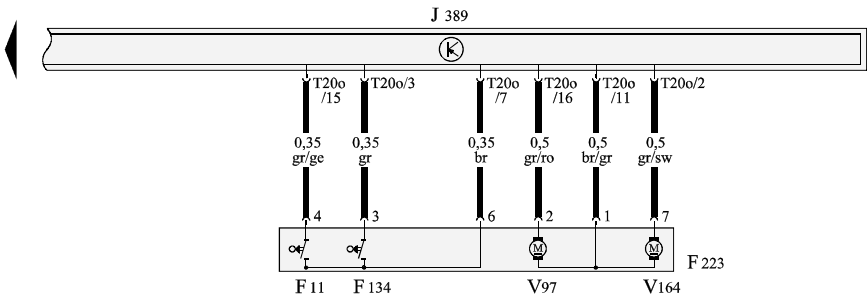 J 389
T20o/15 T20o/3 T20o/7 T20o/16 T20o/11 T20o/2
0,35 0,35 0,35 0,5 0,5 0,5
gr/ge gr br gr/ro br/gr gr/sw
4 3 6 2 1 7
M M
F 223
F 11 F 134 V97 V164